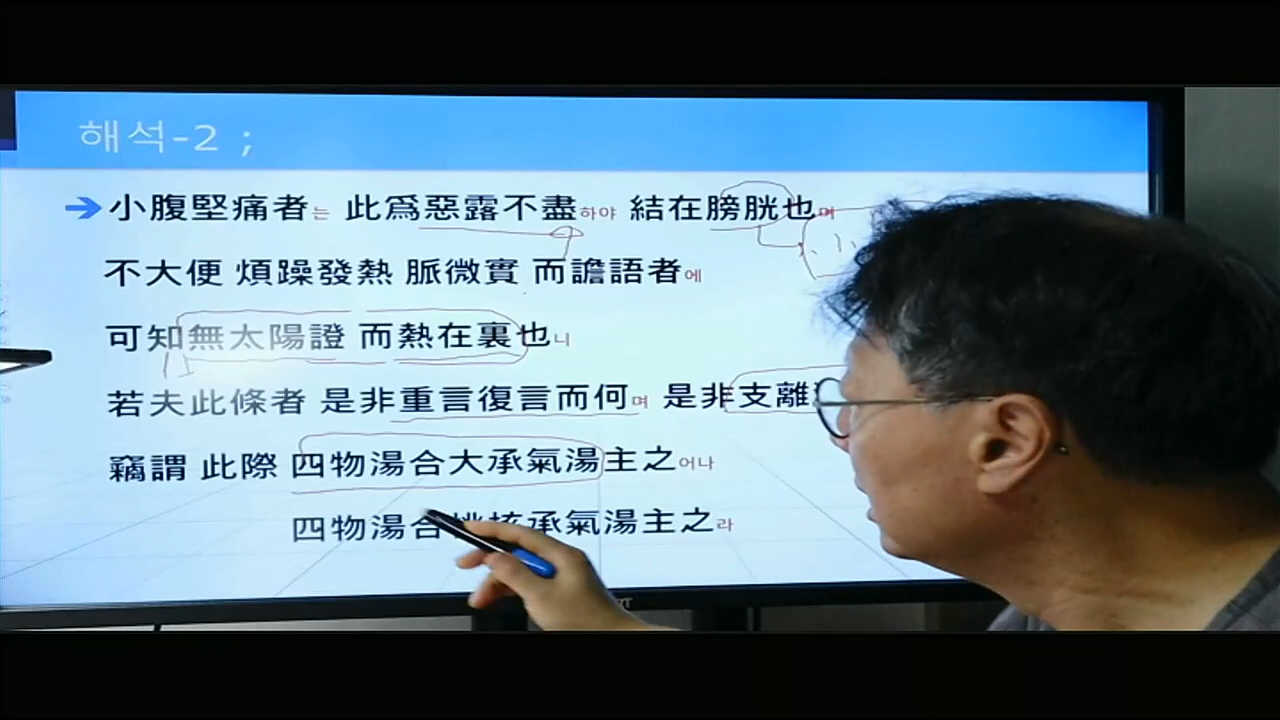 해석-2 ;
小腹堅痛者는 此爲惡露不盡하야 結在膀胱也며
不大便 煩躁發熱 脈微實 而譫語者에
可知無太陽證 而熱在裏也니
若夫此條者 是非重言復言而何며 是非支離
竊謂 此際 四物湯合大承氣湯主之어나
四物湯合桃核承氣湯主之라